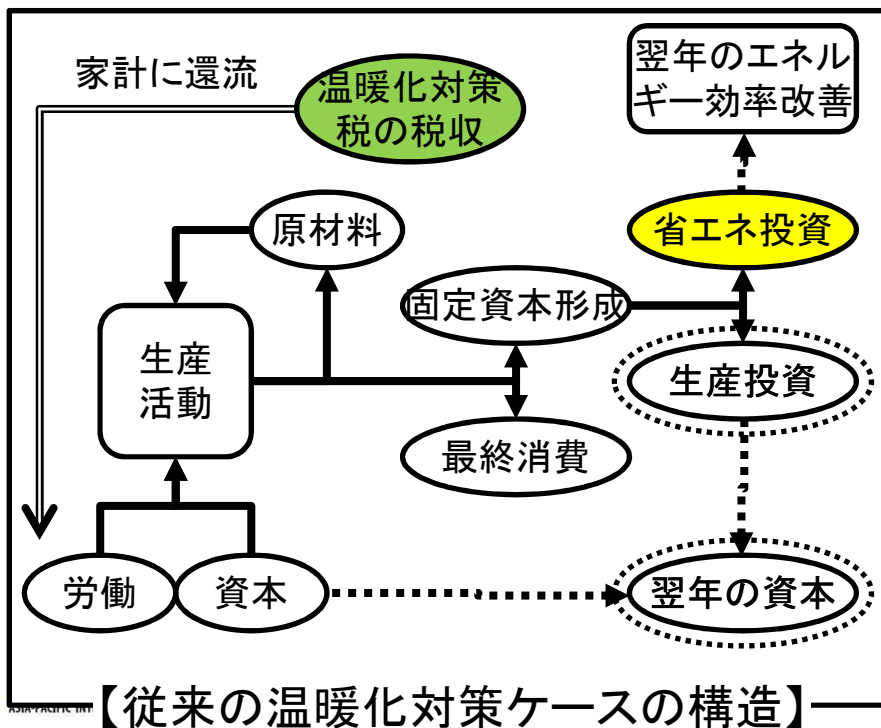 家計に還流
温暖化対策
税の税収
翌年のエネル
ギー効率改善
原材料
省エネ投資
固定資本形成
生産
活動
生産投資
最終消費
労働
資本
翌年の資本
【従来の温暖化対策ケースの構造】
ASIA-PACIFIC INT